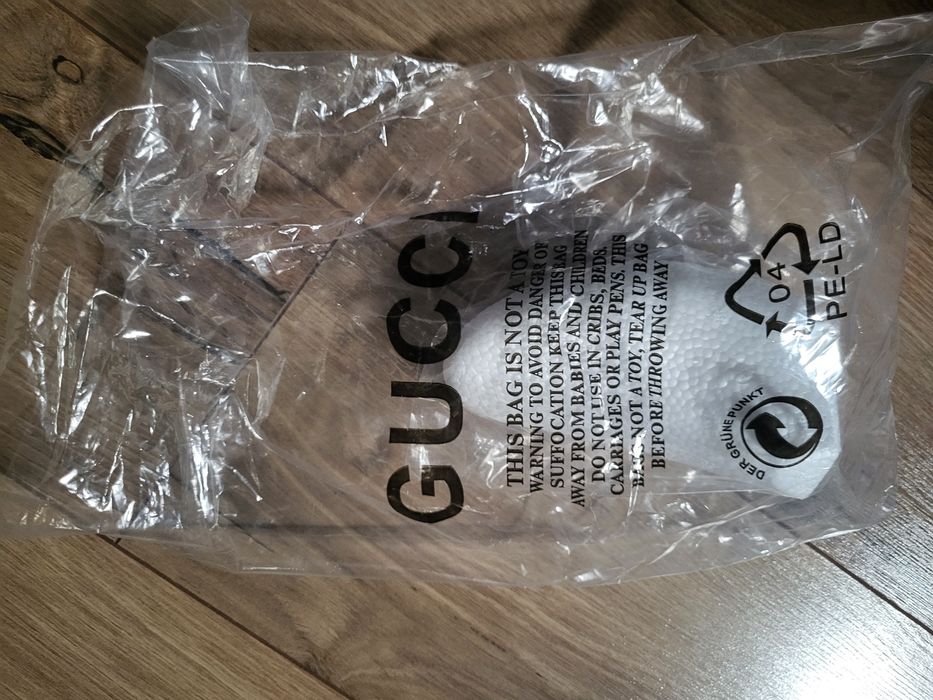 GUCCI
THIS BAG IS NOT A TOY
WARNING TO AVOID DANGER OF
SUFFOCATION KEEP THIS BAG
AWAY FROM BABIES AND CHILDREN
DO NOT USE IN CRIBS, BEDS.
CARRIAGES OR PLAY PENS. THIS
BAG IS NOT A TOY, TEAR UP BAG
BEFORE THROWING AWAY
DER GRÜNE PUNKT
04
PE-LD